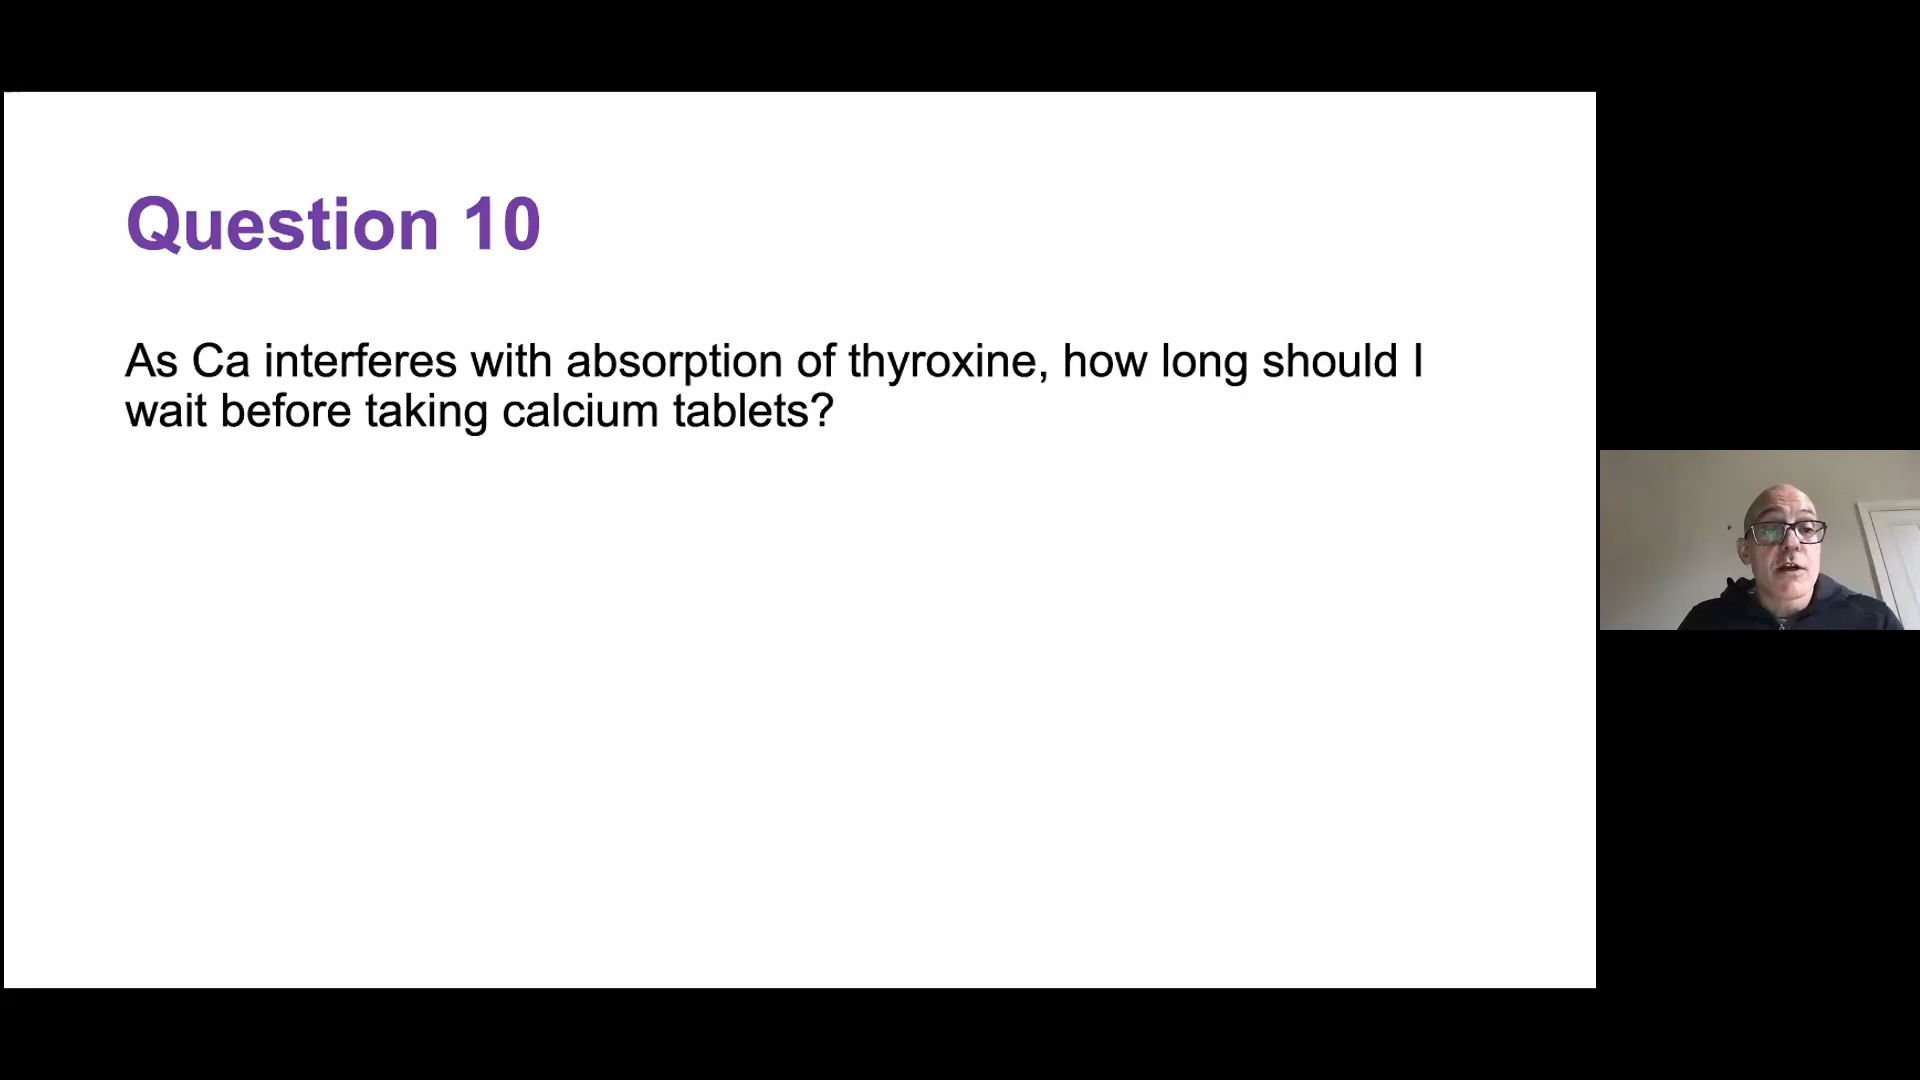 Question 10
As Ca interferes with absorption of thyroxine, how long should I
wait before taking calcium tablets?